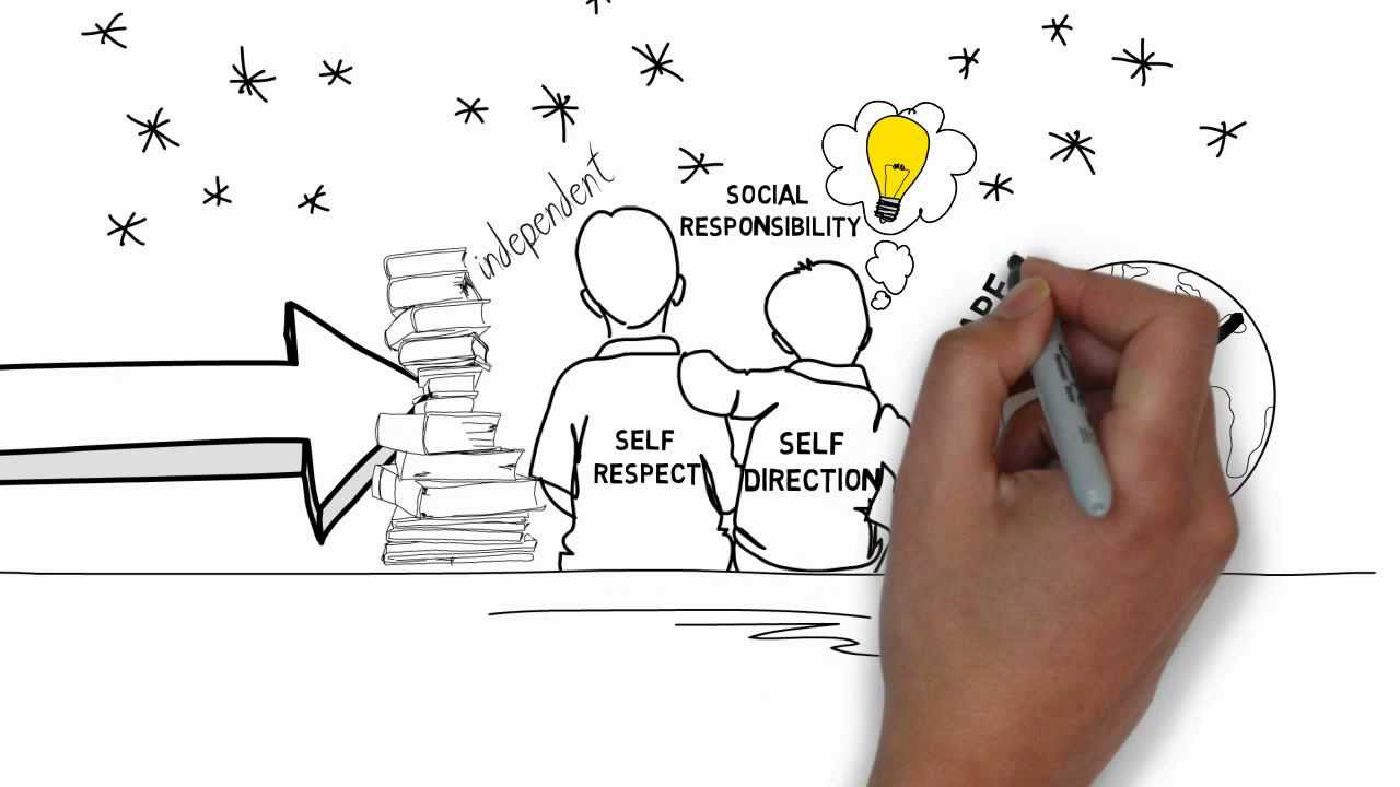 independent
SOCIAL
RESPONSIBILITY
SELF
RESPECT
SELF
DIRECTION